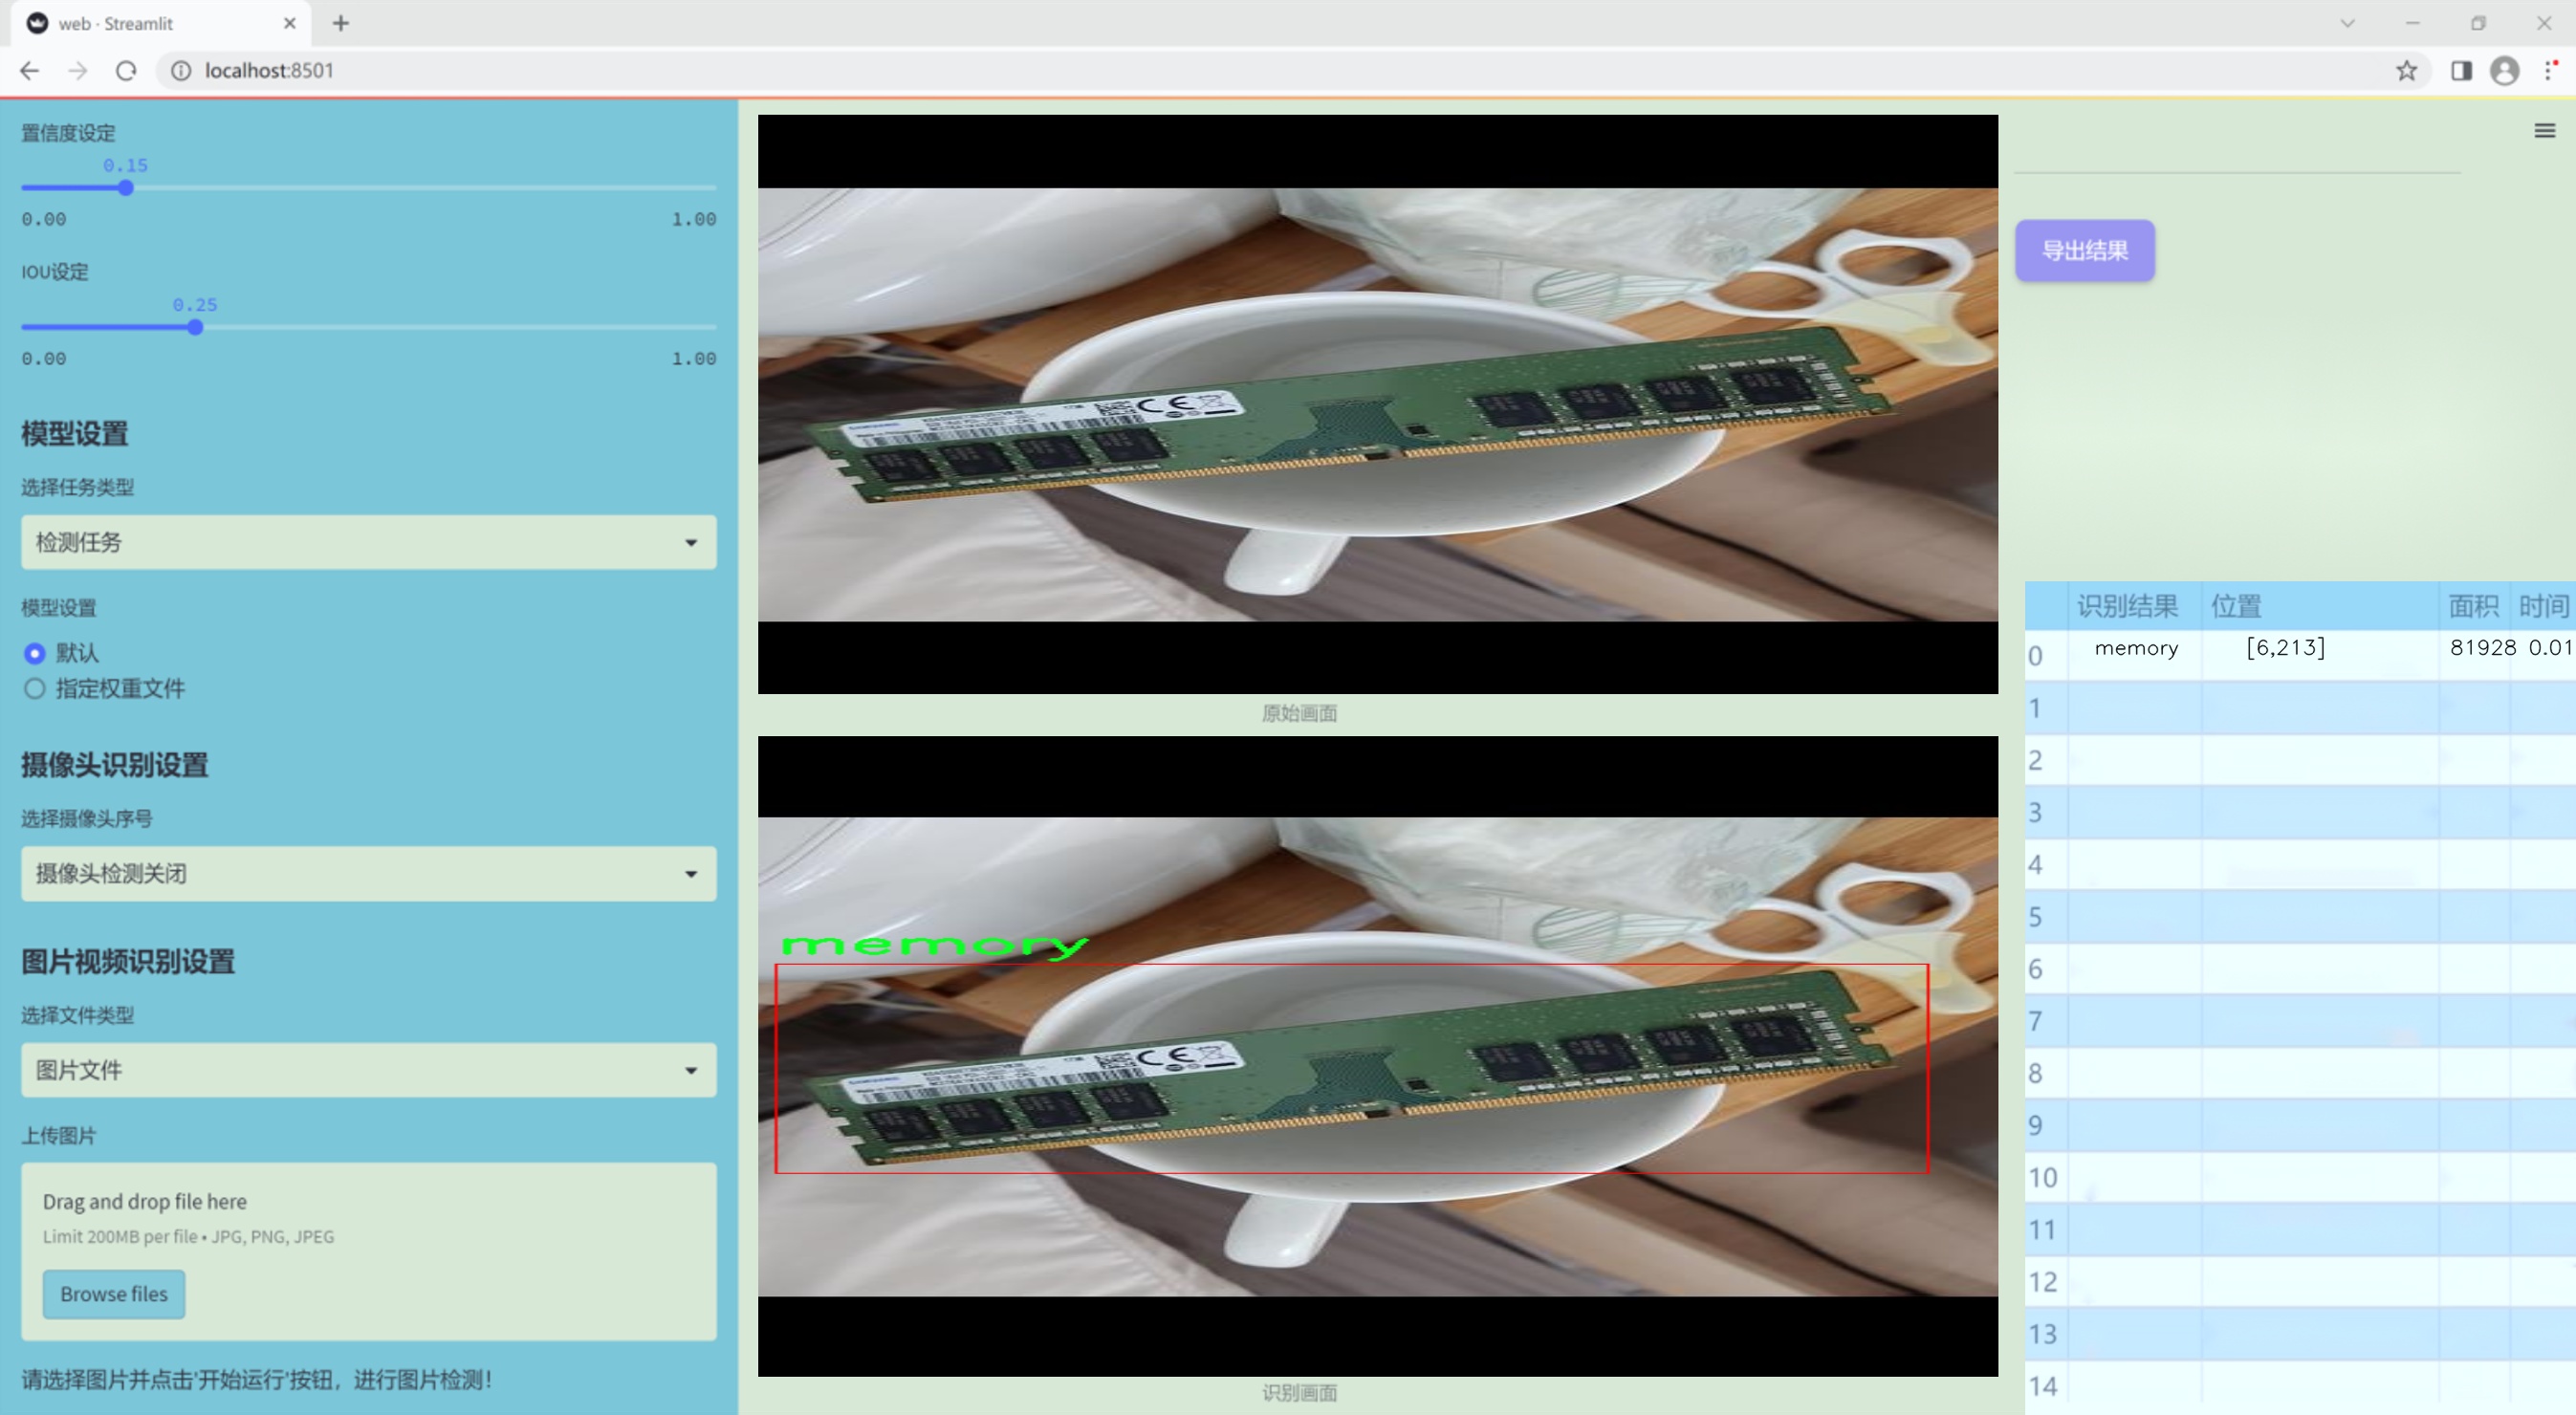 web · Streamlit
localhost:8501
置信度设定
0.15
0.00 1.00
IOU设定
0.25
0.00 1.00
模型设置
选择任务类型
检测任务
模型设置
默认
指定权重文件
摄像头识别设置
选择摄像头序号
摄像头检测关闭
图片视频识别设置
选择文件类型
图片文件
上传图片
Drag and drop file here
Limit 200MB per file • JPG, PNG, JPEG
Browse files
请选择图片并点击'开始运行'按钮，进行图片检测！
CE
原始画面
memory
CE
识别画面
导出结果
识别结果 位置 面积 时间
0 memory [6,213] 81928 0.01
1
2
3
4
5
6
7
8
9
10
11
12
13
14